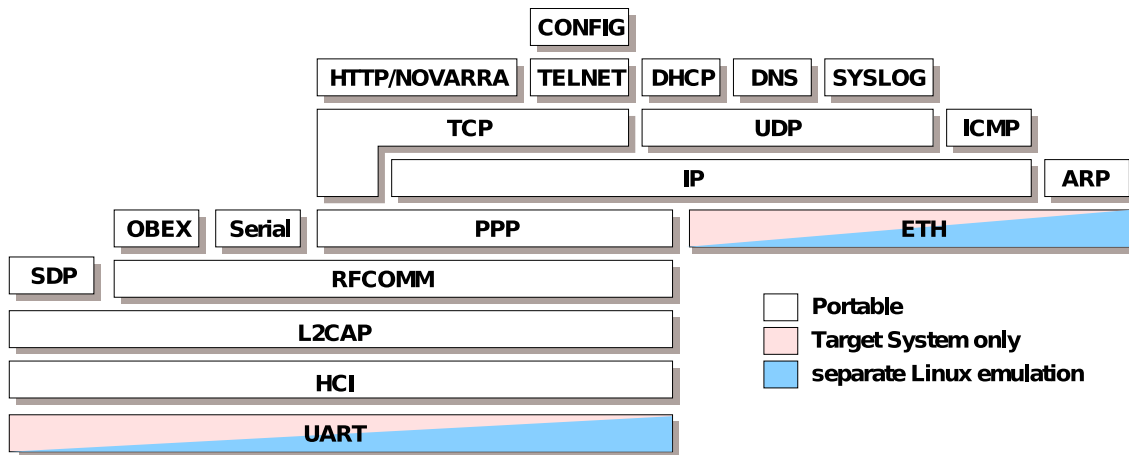 CONFIG
HTTP/NOVARRA TELNET DHCP DNS SYSLOG
TCP UDP ICMP
IP ARP
OBEX Serial PPP ETH
SDP RFCOMM
L2CAP
HCI
UART
Portable
Target System only
separate Linux emulation